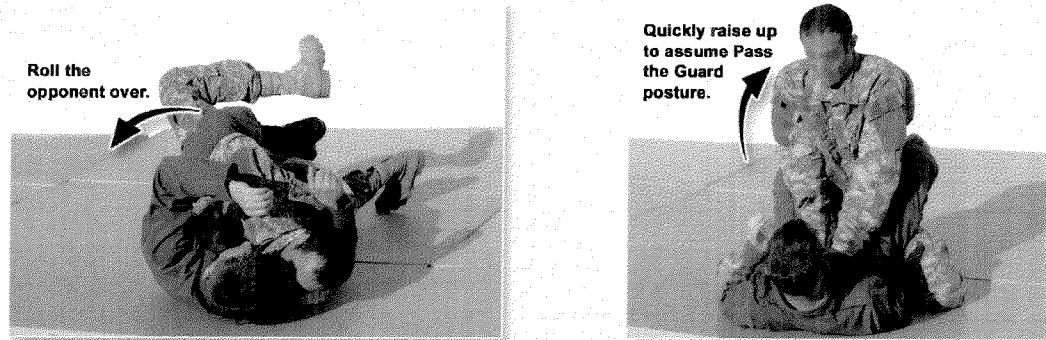 Roll the
opponent over.
Quickly raise up
to assume Pass
the Guard
posture.